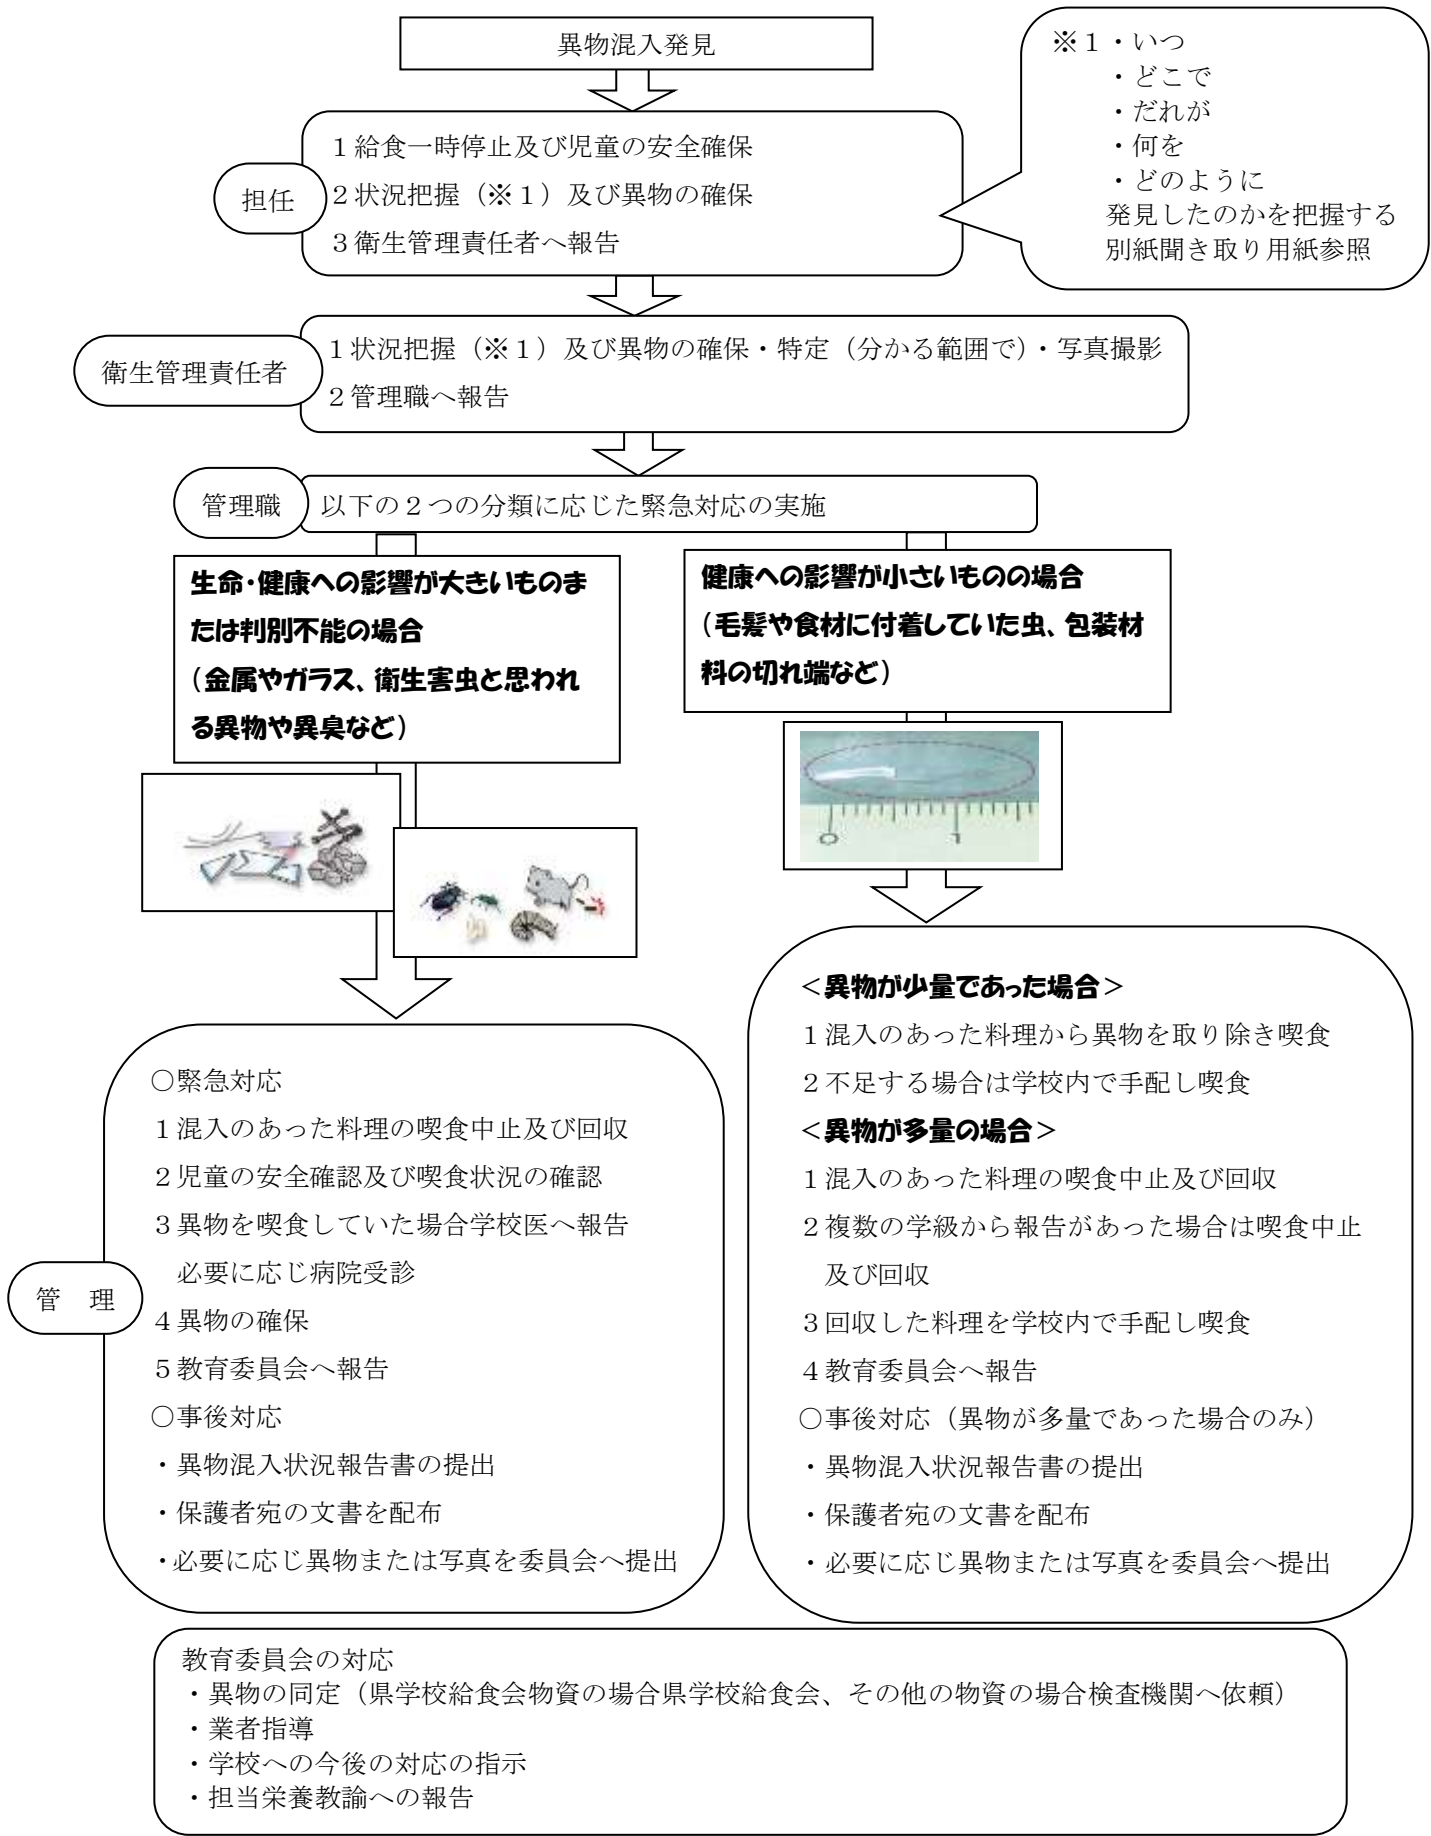 異物混入発見
※１・いつ
・どこで
・だれが
・何を
・どのように
発見したのかを把握する
別紙聞き取り用紙参照
担任
１給食一時停止及び児童の安全確保
２状況把握（※１）及び異物の確保
３衛生管理責任者へ報告
衛生管理責任者
１状況把握（※１）及び異物の確保・特定（分かる範囲で）・写真撮影
２管理職へ報告
管理職
以下の２つの分類に応じた緊急対応の実施
生命・健康への影響が大きいものま
たは判別不能の場合
（金属やガラス、衛生害虫と思われ
る異物や異臭など）
健康への影響が小さいものの場合
（毛髪や食材に付着していた虫、包装材
料の切れ端など）
0 1
管　理
○緊急対応
１混入のあった料理の喫食中止及び回収
２児童の安全確認及び喫食状況の確認
３異物を喫食していた場合学校医へ報告
必要に応じ病院受診
４異物の確保
５教育委員会へ報告
○事後対応
・異物混入状況報告書の提出
・保護者宛の文書を配布
・必要に応じ異物または写真を委員会へ提出
＜異物が少量であった場合＞
１混入のあった料理から異物を取り除き喫食
２不足する場合は学校内で手配し喫食
＜異物が多量の場合＞
１混入のあった料理の喫食中止及び回収
２複数の学級から報告があった場合は喫食中止
及び回収
３回収した料理を学校内で手配し喫食
４教育委員会へ報告
○事後対応（異物が多量であった場合のみ）
・異物混入状況報告書の提出
・保護者宛の文書を配布
・必要に応じ異物または写真を委員会へ提出
教育委員会の対応
・異物の同定（県学校給食会物資の場合県学校給食会、その他の物資の場合検査機関へ依頼）
・業者指導
・学校への今後の対応の指示
・担当栄養教諭への報告